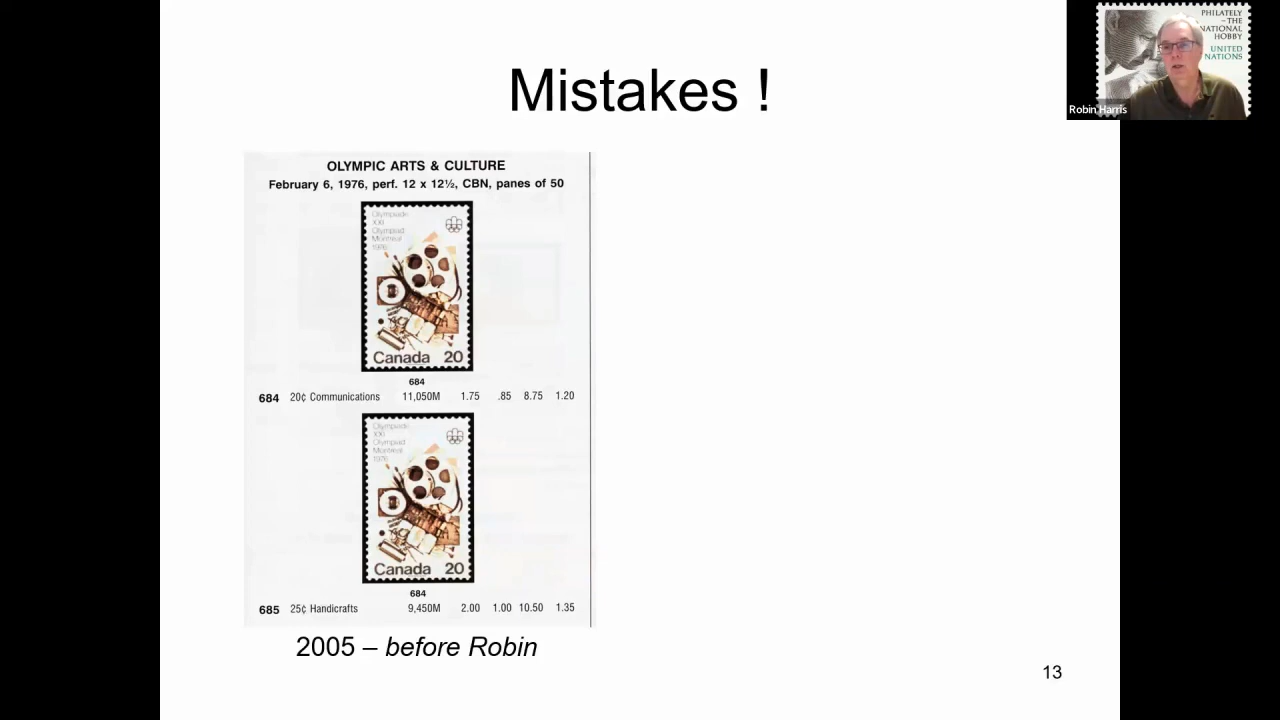 Mistakes !
PHILATELY
– THE
NATIONAL
HOBBY
UNITED
NATIONS
Robin Harris
OLYMPIC ARTS & CULTURE
February 6, 1976, perf. 12 x 12½, CBN, panes of 50
Olympiade
XXI
Olympiad
Montréal
1976
Canada 20
684
684 20¢ Communications 11,050M 1.75 .85 8.75 1.20
Olympiade
XXI
Olympiad
Montréal
1976
Canada 20
684
685 25¢ Handicrafts 9,450M 2.00 1.00 10.50 1.35
2005 – before Robin
13